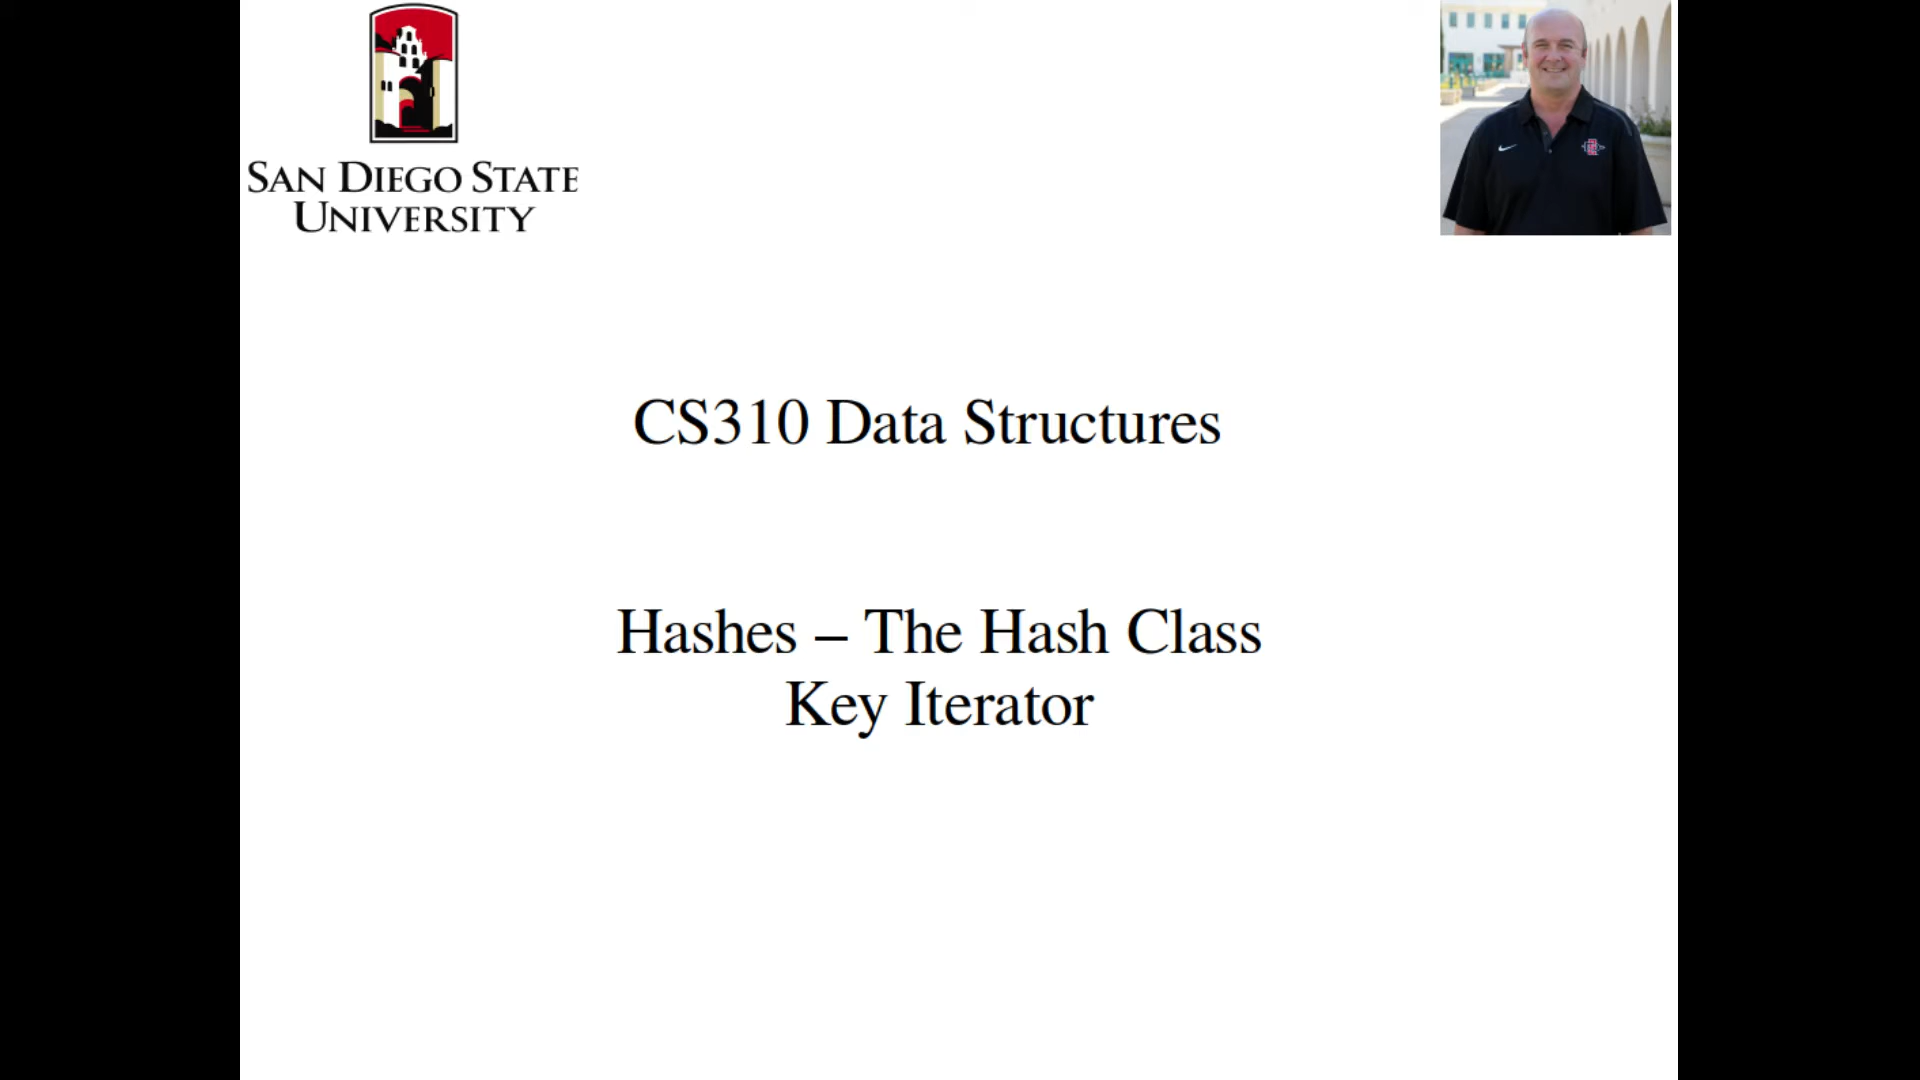 SAN DIEGO STATE
UNIVERSITY
CS310 Data Structures
Hashes – The Hash Class
Key Iterator